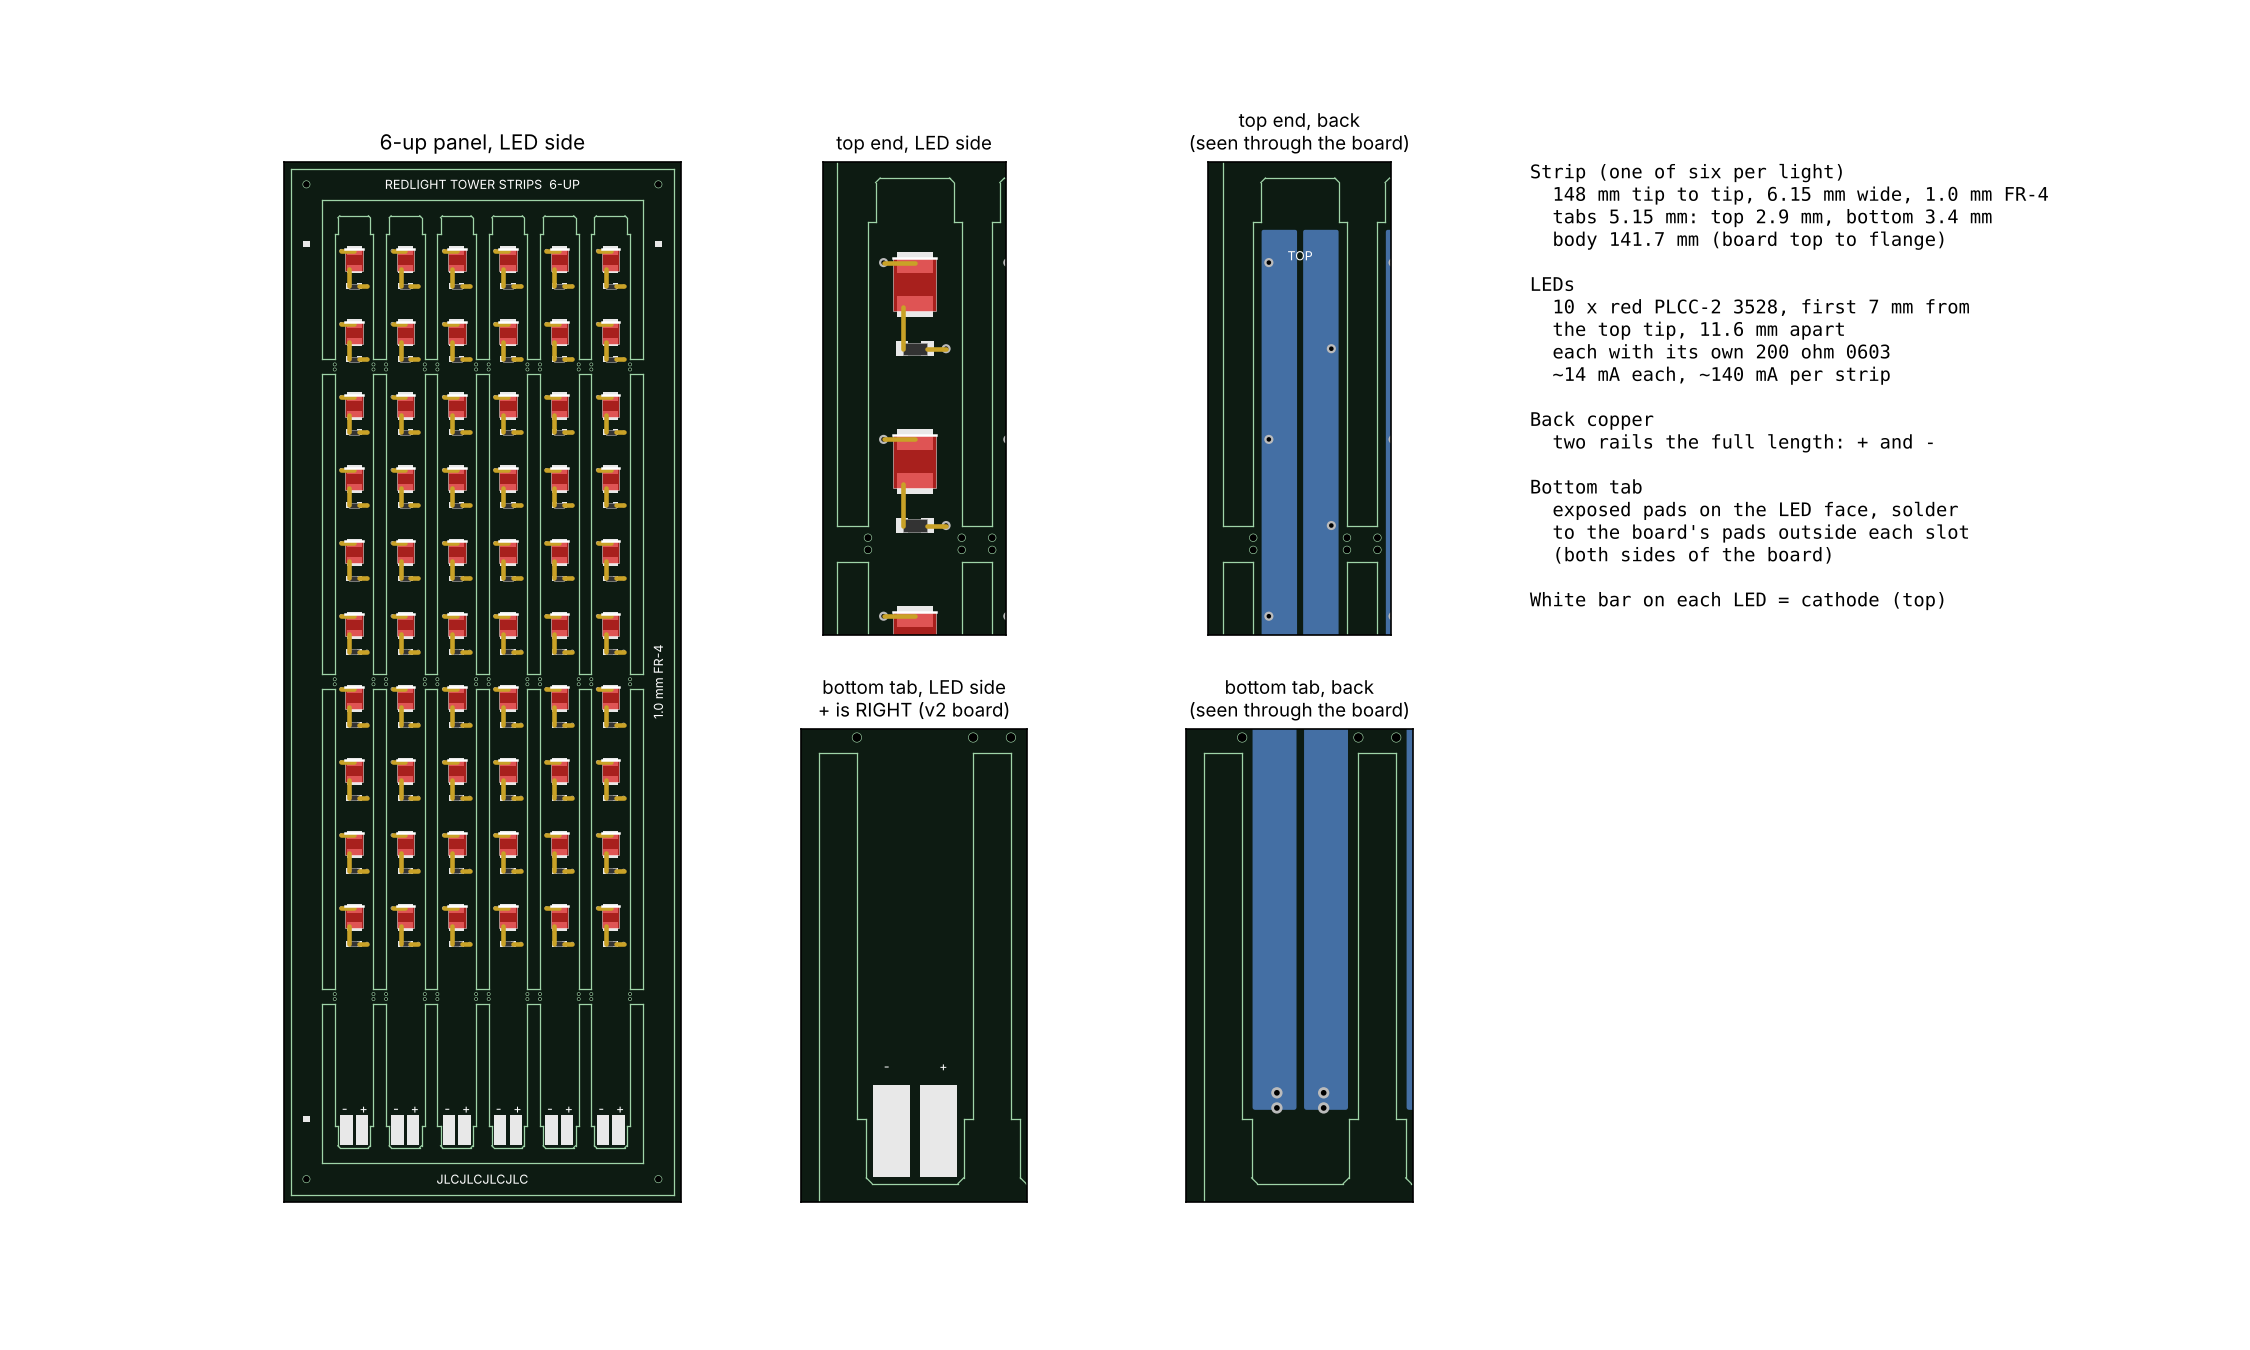 6-up panel, LED side
REDLIGHT TOWER STRIPS 6-UP
1.0 mm FR-4
- + - + - + - + - + - +
JLCJLCJLCJLC
top end, LED side
top end, back
(seen through the board)
TOP
bottom tab, LED side
+ is RIGHT (v2 board)
- +
bottom tab, back
(seen through the board)
Strip (one of six per light)
148 mm tip to tip, 6.15 mm wide, 1.0 mm FR-4
tabs 5.15 mm: top 2.9 mm, bottom 3.4 mm
body 141.7 mm (board top to flange)
LEDs
10 x red PLCC-2 3528, first 7 mm from
the top tip, 11.6 mm apart
each with its own 200 ohm 0603
~14 mA each, ~140 mA per strip
Back copper
two rails the full length: + and -
Bottom tab
exposed pads on the LED face, solder
to the board's pads outside each slot
(both sides of the board)
White bar on each LED = cathode (top)